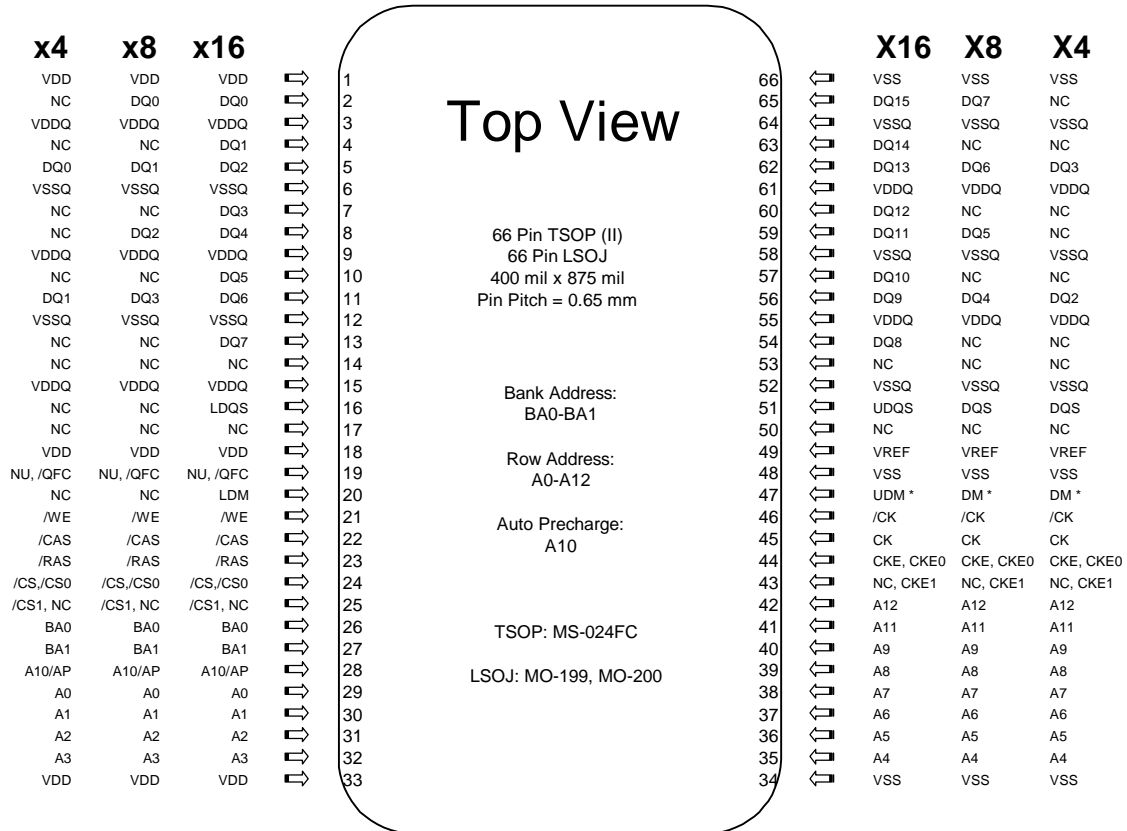 x4 x8 x16 X16 X8 X4
Top View
VDD VDD VDD 1 66 VSS VSS VSS
NC DQ0 DQ0 2 65 DQ15 DQ7 NC
VDDQ VDDQ VDDQ 3 64 VSSQ VSSQ VSSQ
NC NC DQ1 4 63 DQ14 NC NC
DQ0 DQ1 DQ2 5 62 DQ13 DQ6 DQ3
VSSQ VSSQ VSSQ 6 61 VDDQ VDDQ VDDQ
NC NC DQ3 7 60 DQ12 NC NC
NC DQ2 DQ4 8 59 DQ11 DQ5 NC
VDDQ VDDQ VDDQ 9 58 VSSQ VSSQ VSSQ
NC NC DQ5 10 57 DQ10 NC NC
DQ1 DQ3 DQ6 11 56 DQ9 DQ4 DQ2
VSSQ VSSQ VSSQ 12 55 VDDQ VDDQ VDDQ
NC NC DQ7 13 54 DQ8 NC NC
NC NC NC 14 53 NC NC NC
VDDQ VDDQ VDDQ 15 52 VSSQ VSSQ VSSQ
NC NC LDQS 16 51 UDQS DQS DQS
NC NC NC 17 50 NC NC NC
VDD VDD VDD 18 49 VREF VREF VREF
NU, /QFC NU, /QFC NU, /QFC 19 48 VSS VSS VSS
NC NC LDM 20 47 UDM * DM * DM *
/WE /WE /WE 21 46 /CK /CK /CK
/CAS /CAS /CAS 22 45 CK CK CK
/RAS /RAS /RAS 23 44 CKE, CKE0 CKE, CKE0 CKE, CKE0
/CS,/CS0 /CS,/CS0 /CS,/CS0 24 43 NC, CKE1 NC, CKE1 NC, CKE1
/CS1, NC /CS1, NC /CS1, NC 25 42 A12 A12 A12
BA0 BA0 BA0 26 41 A11 A11 A11
BA1 BA1 BA1 27 40 A9 A9 A9
A10/AP A10/AP A10/AP 28 39 A8 A8 A8
A0 A0 A0 29 38 A7 A7 A7
A1 A1 A1 30 37 A6 A6 A6
A2 A2 A2 31 36 A5 A5 A5
A3 A3 A3 32 35 A4 A4 A4
VDD VDD VDD 33 34 VSS VSS VSS
66 Pin TSOP (II)
66 Pin LSOJ
400 mil x 875 mil
Pin Pitch = 0.65 mm
Bank Address:
BA0-BA1
Row Address:
A0-A12
Auto Precharge:
A10
TSOP: MS-024FC
LSOJ: MO-199, MO-200